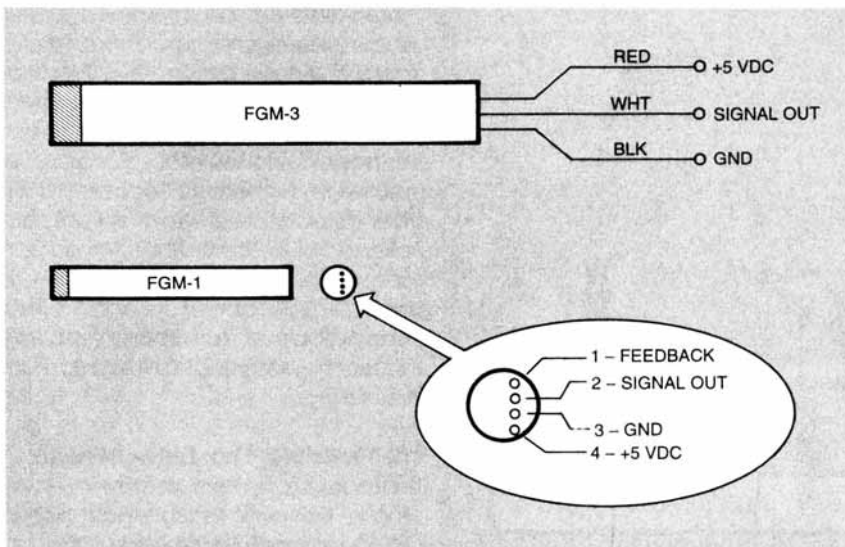 RED
+5 VDC
FGM-3
WHT
SIGNAL OUT
BLK
GND
FGM-1
1 – FEEDBACK
2 – SIGNAL OUT
3 – GND
4 – +5 VDC